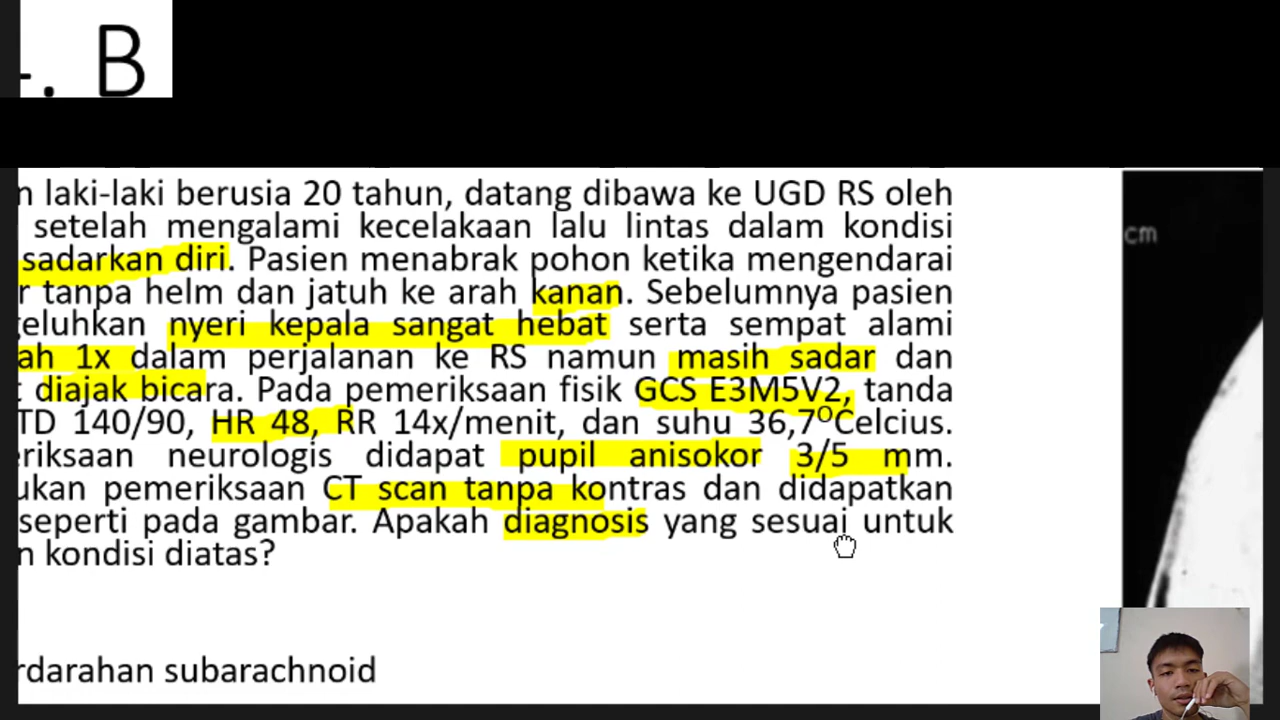 . B
n laki-laki berusia 20 tahun, datang dibawa ke UGD RS oleh
setelah mengalami kecelakaan lalu lintas dalam kondisi
sadarkan diri. Pasien menabrak pohon ketika mengendarai
r tanpa helm dan jatuh ke arah kanan. Sebelumnya pasien
geluhkan nyeri kepala sangat hebat serta sempat alami
ah 1x dalam perjalanan ke RS namun masih sadar dan
t diajak bicara. Pada pemeriksaan fisik GCS E3M5V2, tanda
TD 140/90, HR 48, RR 14x/menit, dan suhu 36,7⁰Celcius.
eriksaan neurologis didapat pupil anisokor 3/5 mm.
ukan pemeriksaan CT scan tanpa kontras dan didapatkan
seperti pada gambar. Apakah diagnosis yang sesuai untuk
n kondisi diatas?
rdarahan subarachnoid
cm